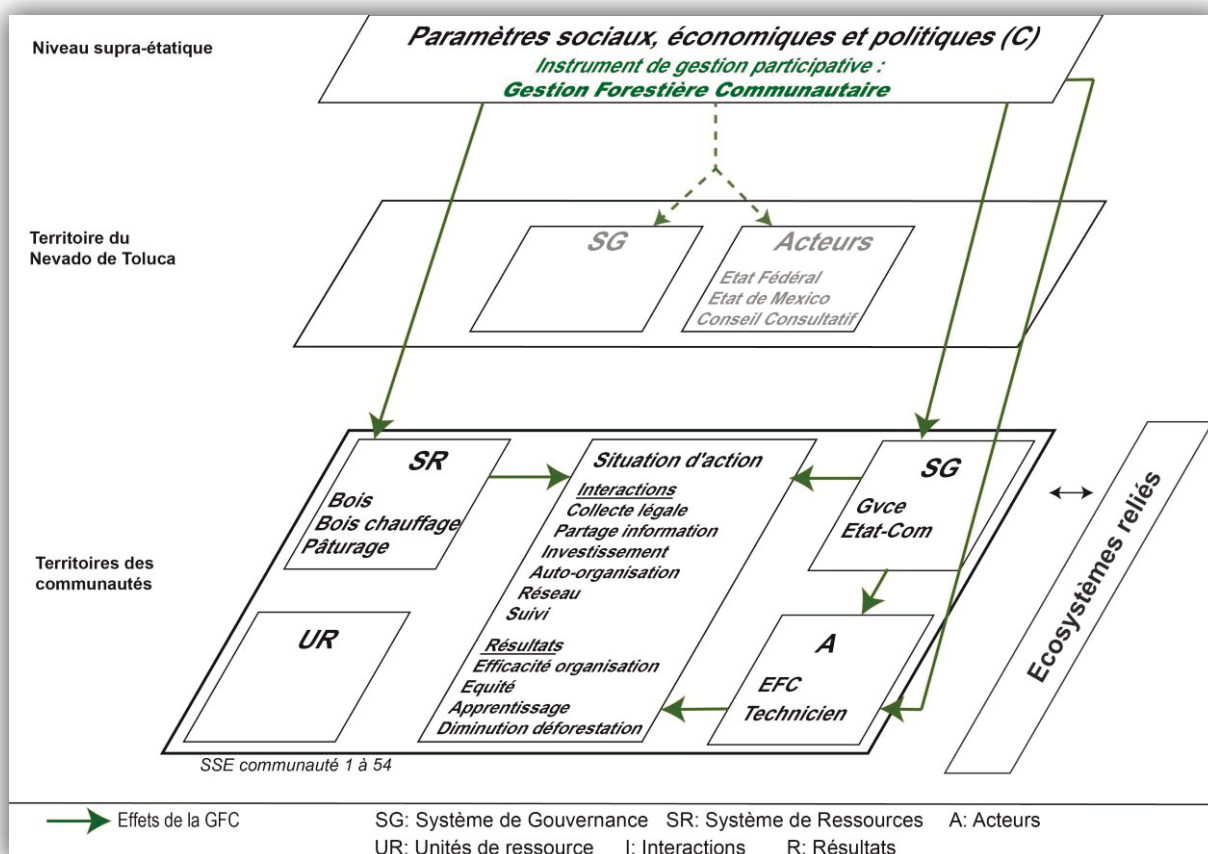 Niveau supra-étatique
Paramètres sociaux, économiques et politiques (C)
Instrument de gestion participative :
Gestion Forestière Communautaire
Territoire du
Nevado de Toluca
SG
Acteurs
Etat Fédéral
Etat de Mexico
Conseil Consultatif
Territoires des
communautés
SR
Bois
Bois chauffage
Pâturage
UR
Situation d'action
Interactions
Collecte légale
Partage information
Investissement
Auto-organisation
Réseau
Suivi
Résultats
Efficacité organisation
Equité
Apprentissage
Diminution déforestation
SG
Gvce
Etat-Com
A
EFC
Technicien
Ecosystèmes reliés
SSE communauté 1 à 54
Effets de la GFC
SG: Système de Gouvernance SR: Système de Ressources A: Acteurs
UR: Unités de ressource I: Interactions R: Résultats